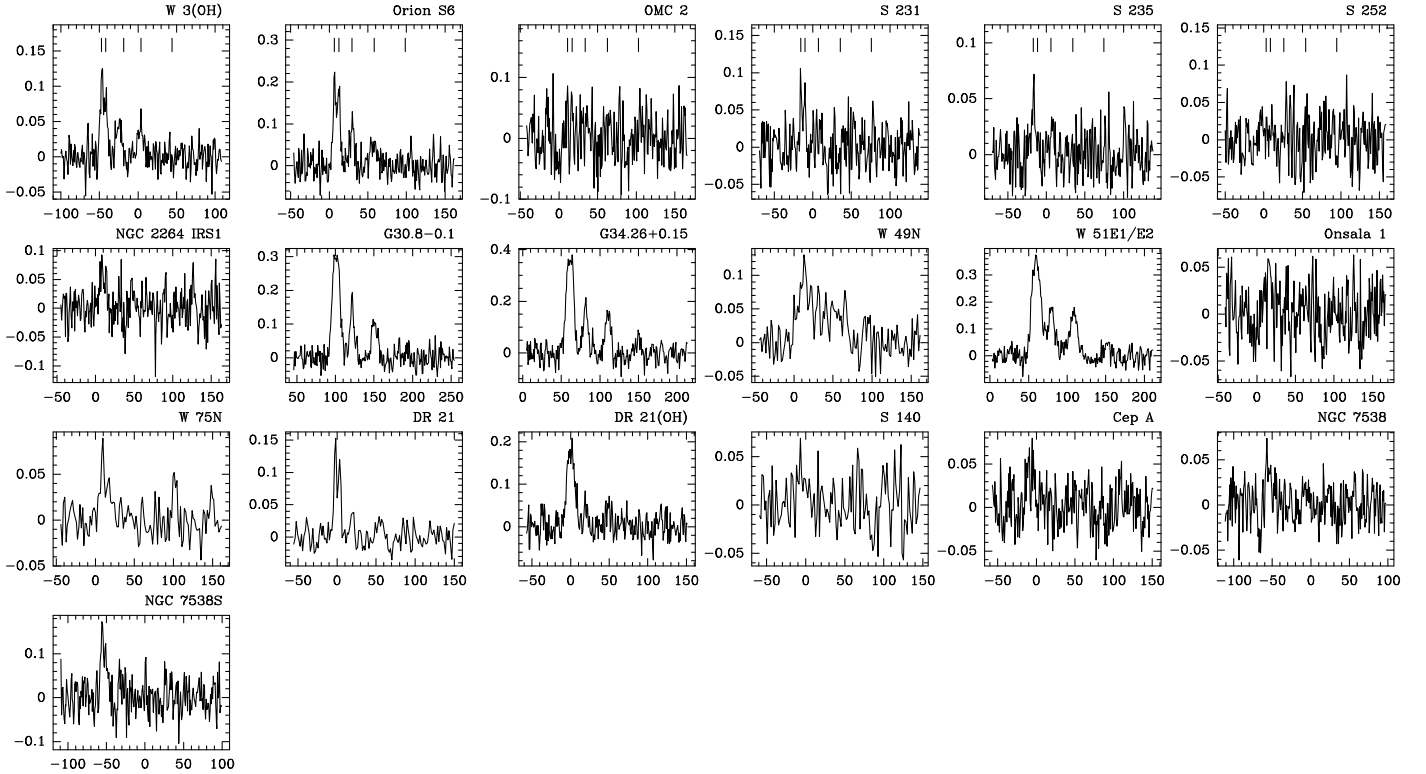 W 3(OH)
0.15
0.1
0.05
0
−0.05
−100 −50 0 50 100
Orion S6
0.3
0.2
0.1
0
−50 0 50 100 150
OMC 2
0.1
0
−0.1
−50 0 50 100 150
S 231
0.15
0.1
0.05
0
−0.05
−50 0 50 100
S 235
0.1
0.05
0
−50 0 50 100
S 252
0.15
0.1
0.05
0
−0.05
−50 0 50 100 150
NGC 2264 IRS1
0.1
0.05
0
−0.05
−0.1
−50 0 50 100 150
G30.8−0.1
0.3
0.2
0.1
0
50 100 150 200 250
G34.26+0.15
0.4
0.2
0
0 50 100 150 200
W 49N
0.1
0.05
0
−0.05
−50 0 50 100 150
W 51E1/E2
0.3
0.2
0.1
0
0 50 100 150 200
Onsala 1
0.05
0
−0.05
−50 0 50 100 150
W 75N
0.05
0
−0.05
−50 0 50 100 150
DR 21
0.15
0.1
0.05
0
−50 0 50 100 150
DR 21(OH)
0.2
0.1
0
−50 0 50 100 150
S 140
0.05
0
−0.05
−50 0 50 100 150
Cep A
0.05
0
−0.05
−50 0 50 100 150
NGC 7538
0.05
0
−0.05
−100 −50 0 50 100
NGC 7538S
0.1
0
−0.1
−100 −50 0 50 100